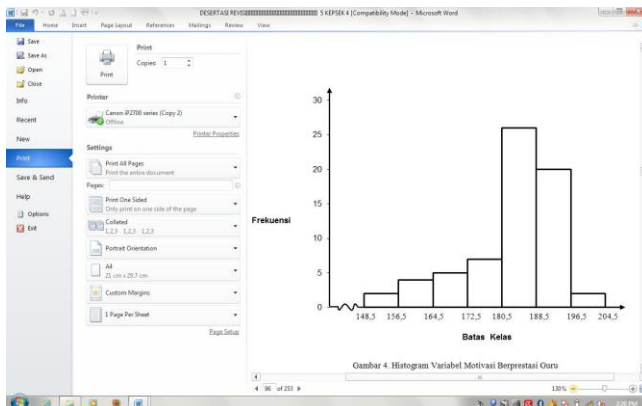 DESERTASI REVISI 5 KEPSEK 4 [Compatibility Mode] - Microsoft Word
File Home Insert Page Layout References Mailings Review View
Save
Save As
Open
Close
Info
Recent
New
Print
Save & Send
Help
Options
Exit
Print
Copies: 1
Print
Printer
Canon iP2700 series (Copy 2)
Offline
Printer Properties
Settings
Print All Pages
Print the entire document
Pages:
Print One Sided
Only print on one side of the page
Collated
1,2,3 1,2,3 1,2,3
Portrait Orientation
A4
21 cm x 29,7 cm
Custom Margins
1 Page Per Sheet
Page Setup
30
25
20
Frekuensi
15
10
5
0
148,5 156,5 164,5 172,5 180,5 188,5 196,5 204,5
Batas Kelas
Gambar 4. Histogram Variabel Motivasi Berprestasi Guru
96 of 253
130%
2:26 PM